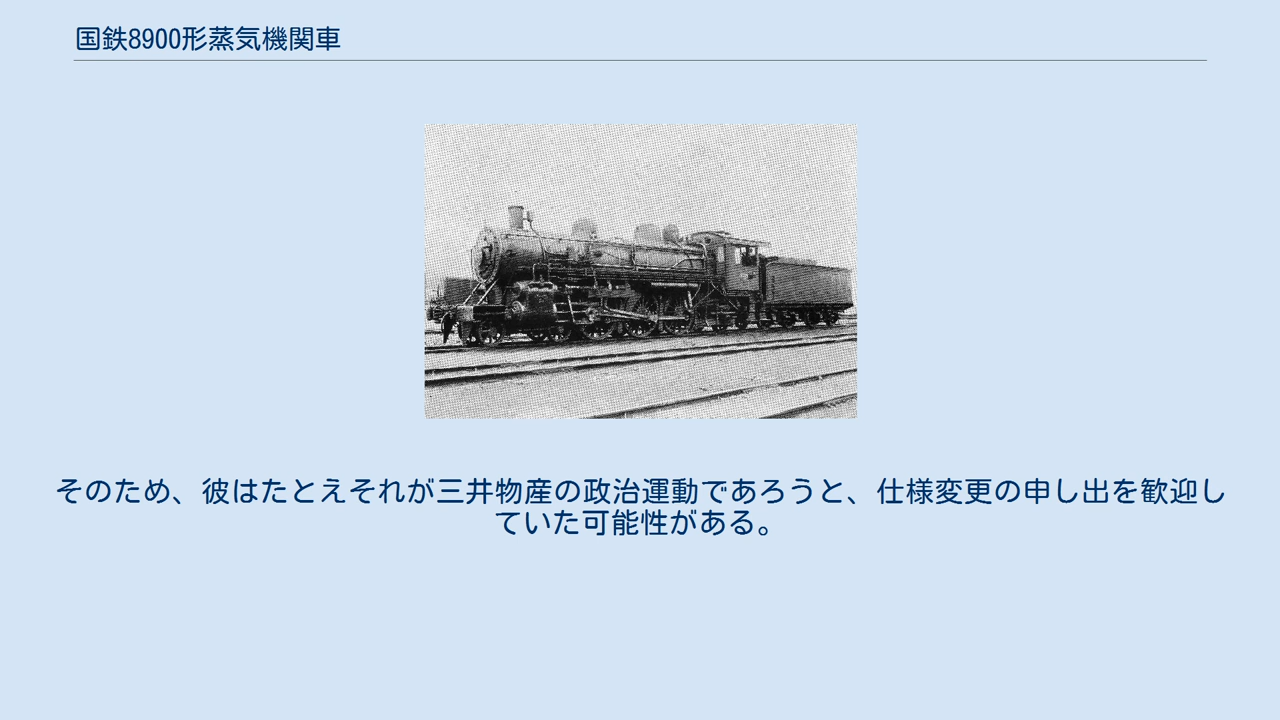 国鉄8900形蒸気機関車
そのため、彼はたとえそれが三井物産の政治運動であろうと、仕様変更の申し出を歓迎し
ていた可能性がある。